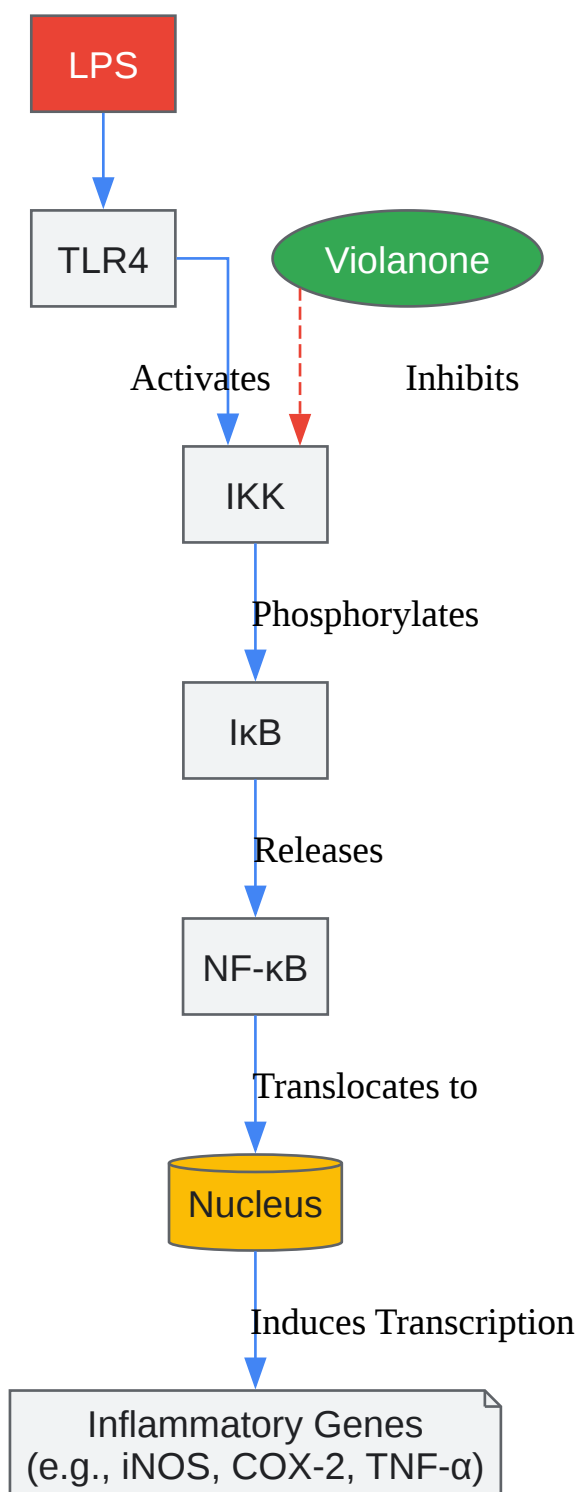 LPS
TLR4
Violanone
Activates
Inhibits
IKK
Phosphorylates
IκB
Releases
NF-κB
Translocates to
Nucleus
Induces Transcription
Inflammatory Genes
(e.g., iNOS, COX-2, TNF-α)